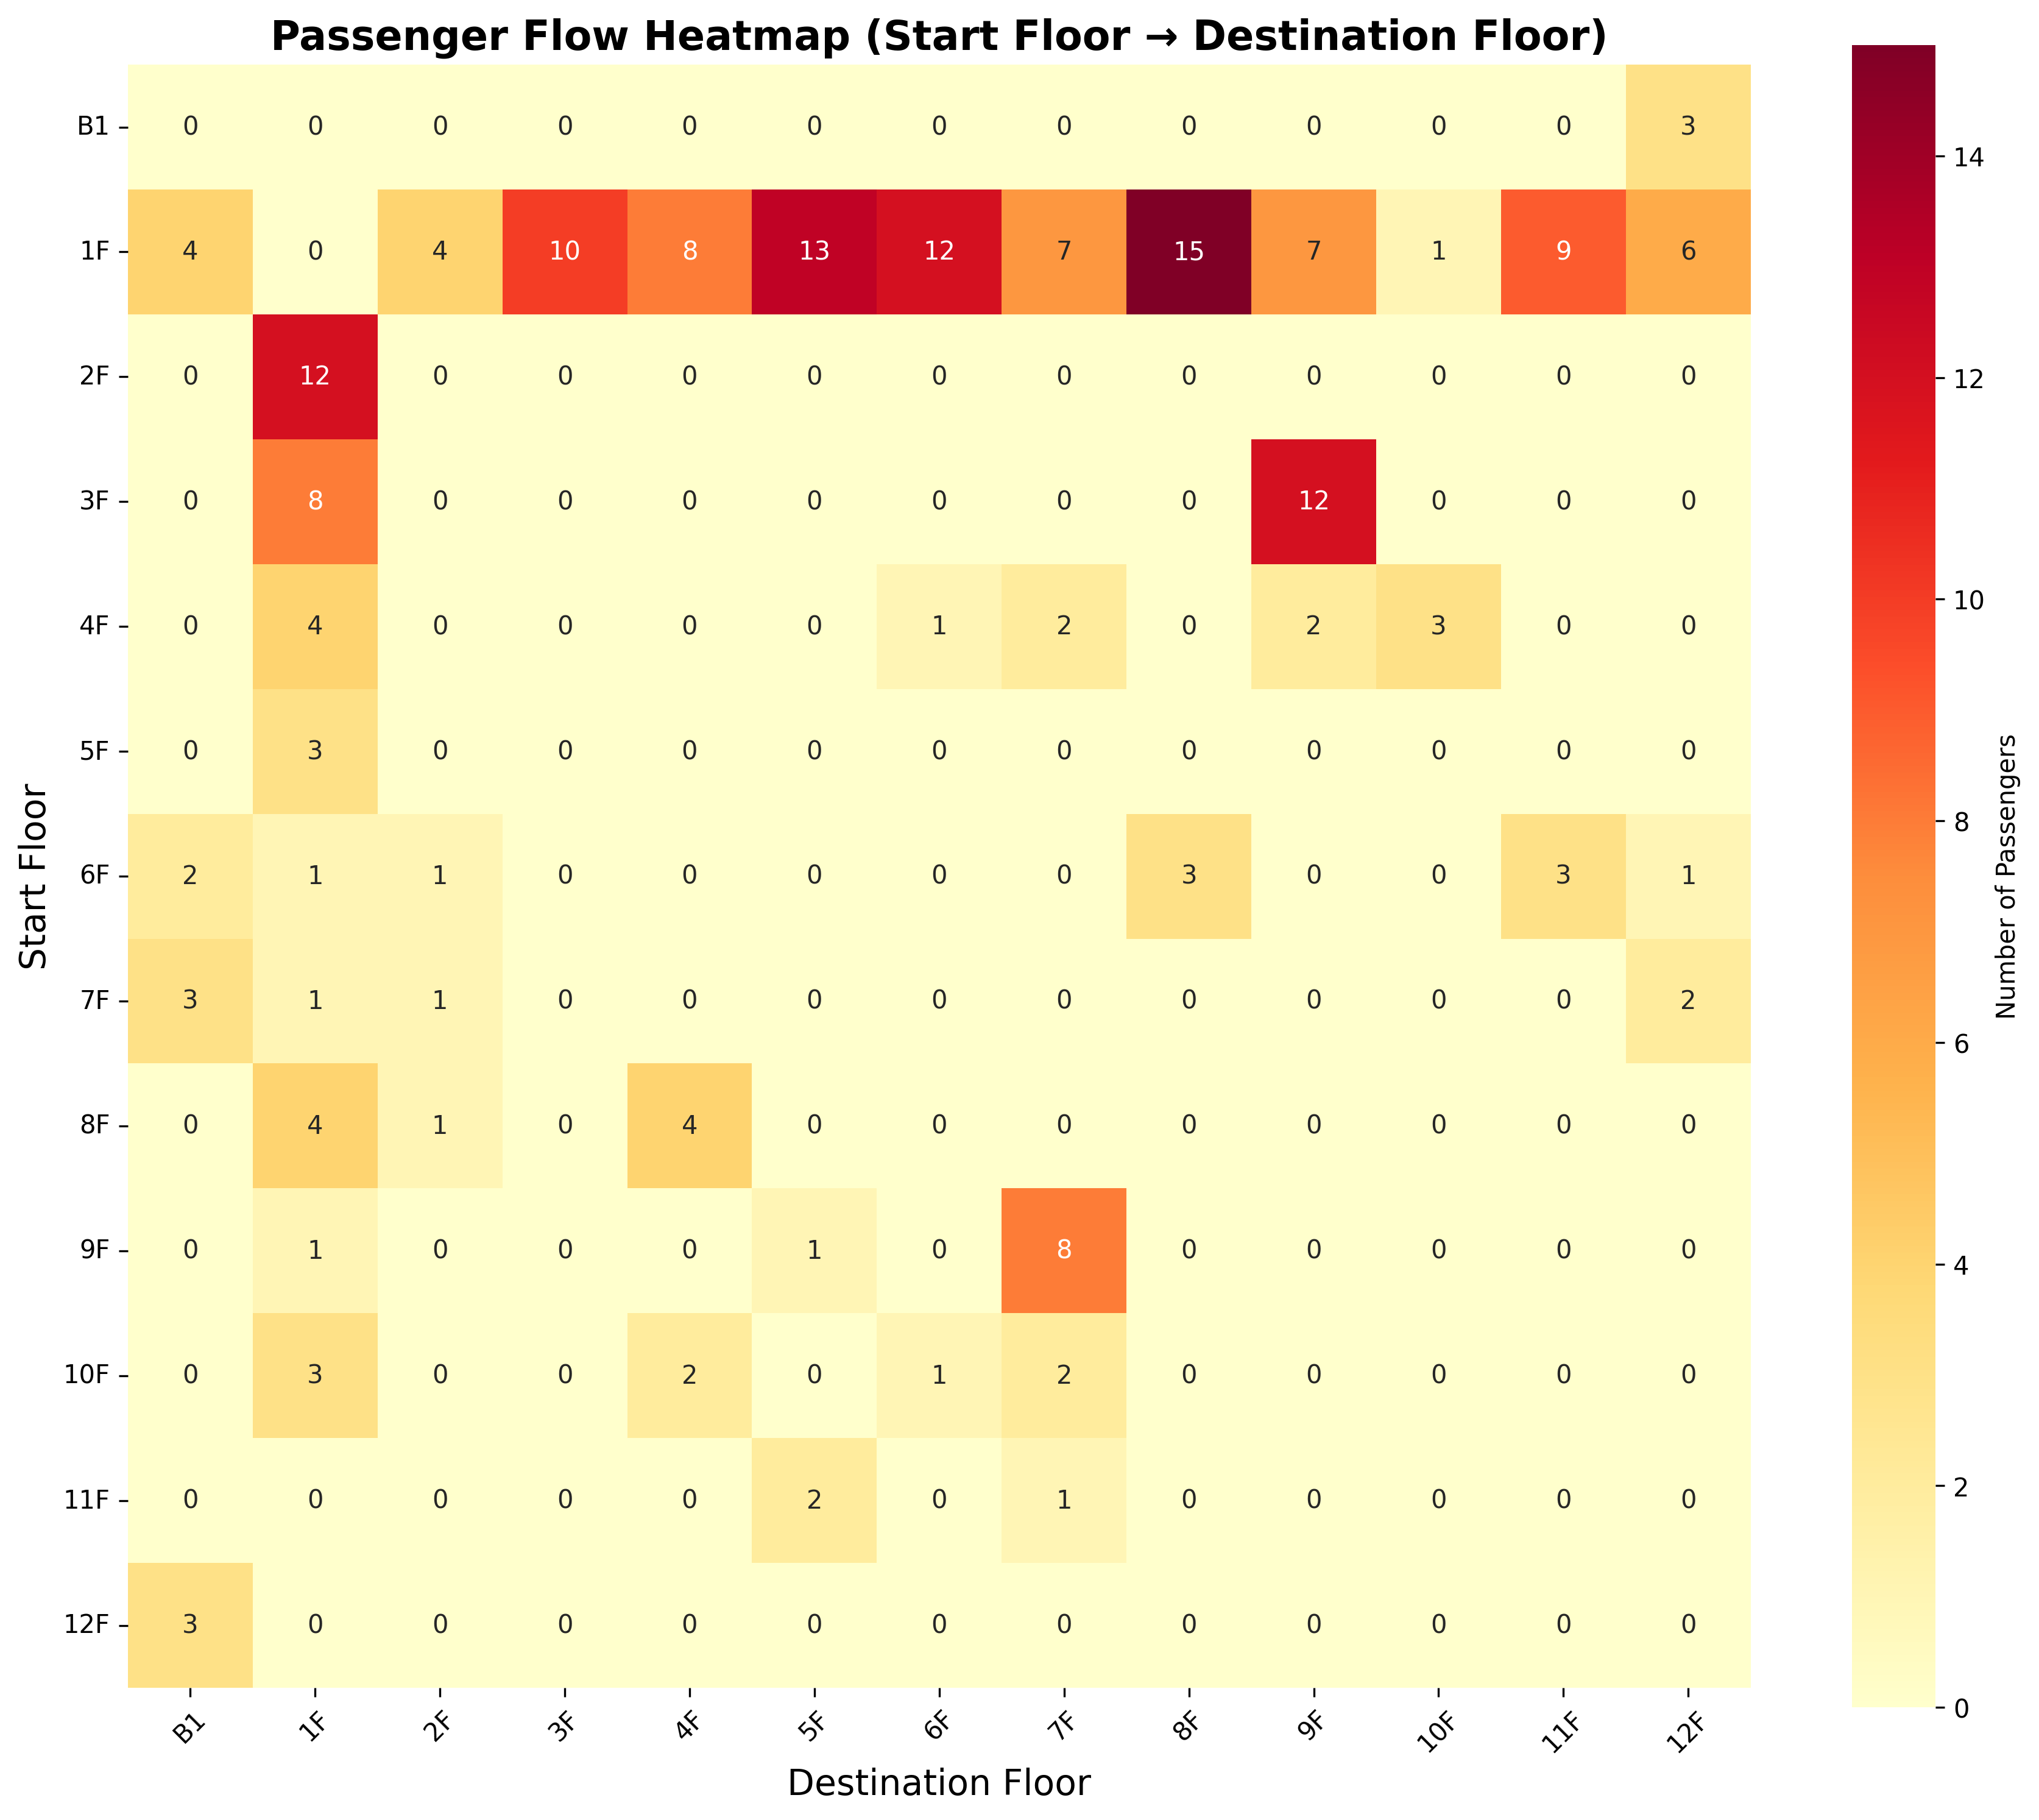 Passenger Flow Heatmap (Start Floor → Destination Floor)
B1 0 0 0 0 0 0 0 0 0 0 0 0 3
1F 4 0 4 10 8 13 12 7 15 7 1 9 6
2F 0 12 0 0 0 0 0 0 0 0 0 0 0
3F 0 8 0 0 0 0 0 0 0 12 0 0 0
4F 0 4 0 0 0 0 1 2 0 2 3 0 0
5F 0 3 0 0 0 0 0 0 0 0 0 0 0
6F 2 1 1 0 0 0 0 0 3 0 0 3 1
7F 3 1 1 0 0 0 0 0 0 0 0 0 2
8F 0 4 1 0 4 0 0 0 0 0 0 0 0
9F 0 1 0 0 0 1 0 8 0 0 0 0 0
10F 0 3 0 0 2 0 1 2 0 0 0 0 0
11F 0 0 0 0 0 2 0 1 0 0 0 0 0
12F 3 0 0 0 0 0 0 0 0 0 0 0 0
B1 1F 2F 3F 4F 5F 6F 7F 8F 9F 10F 11F 12F
Destination Floor
Start Floor
14
12
10
8
6
4
2
0
Number of Passengers